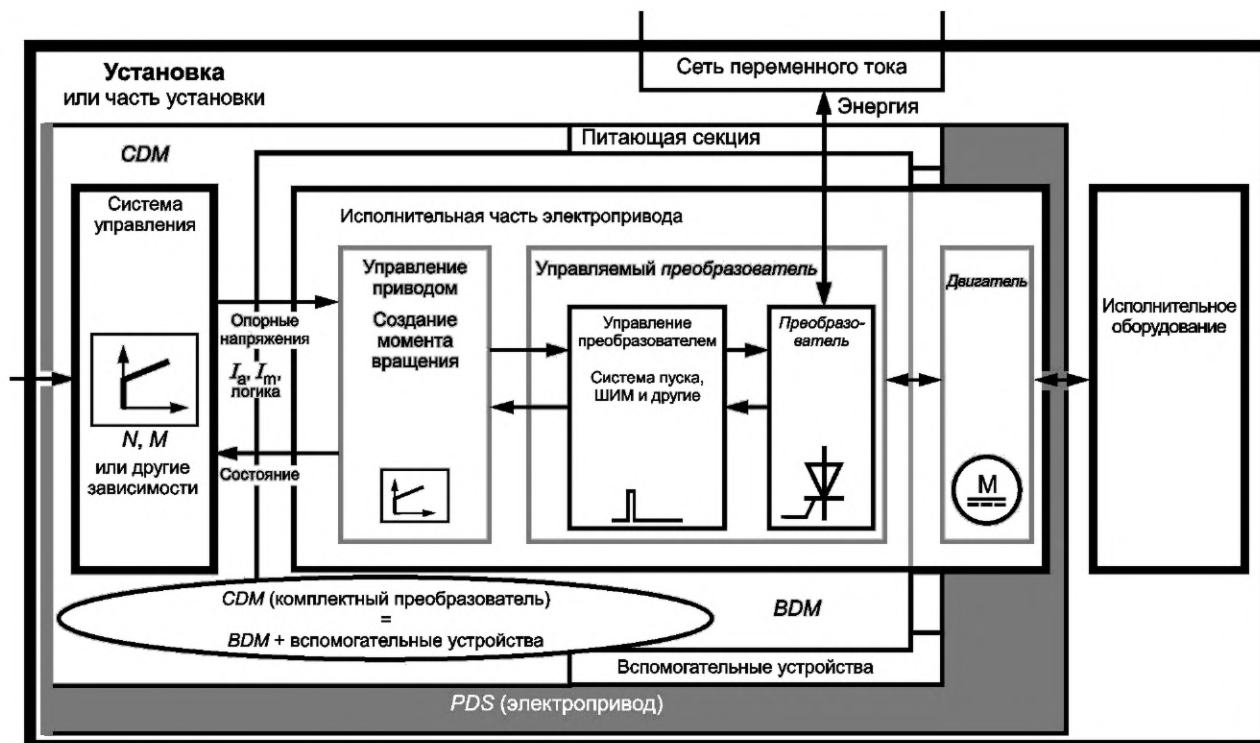 Сеть переменного тока
Установка
или часть установки
Энергия
Питающая секция
CDM
Система
управления
N, M
или другие
зависимости
Опорные
напряжения
Ia, Im,
логика
Состояние
Исполнительная часть электропривода
Управление
приводом
Создание
момента
вращения
Управляемый преобразователь
Управление
преобразователем
Система пуска,
ШИМ и другие
Преобразо-
ватель
Двигатель
M
Исполнительное
оборудование
CDM (комплектный преобразователь)
=
BDM + вспомогательные устройства
BDM
Вспомогательные устройства
PDS (электропривод)